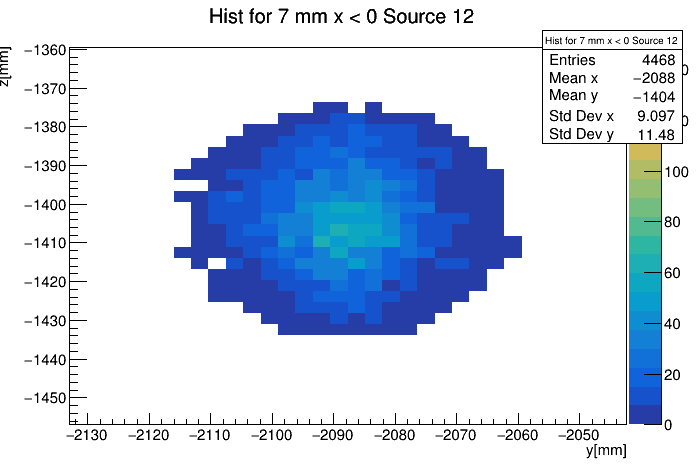 Hist for 7 mm x < 0 Source 12
Hist for 7 mm x < 0 Source 12
Entries 4468
Mean x −2088
Mean y −1404
Std Dev x 9.097
Std Dev y 11.48
z[mm]
−1360
−1370
−1380
−1390
−1400
−1410
−1420
−1430
−1440
−1450
−2130 −2120 −2110 −2100 −2090 −2080 −2070 −2060 −2050
y[mm]
0
0
100
80
60
40
20
0